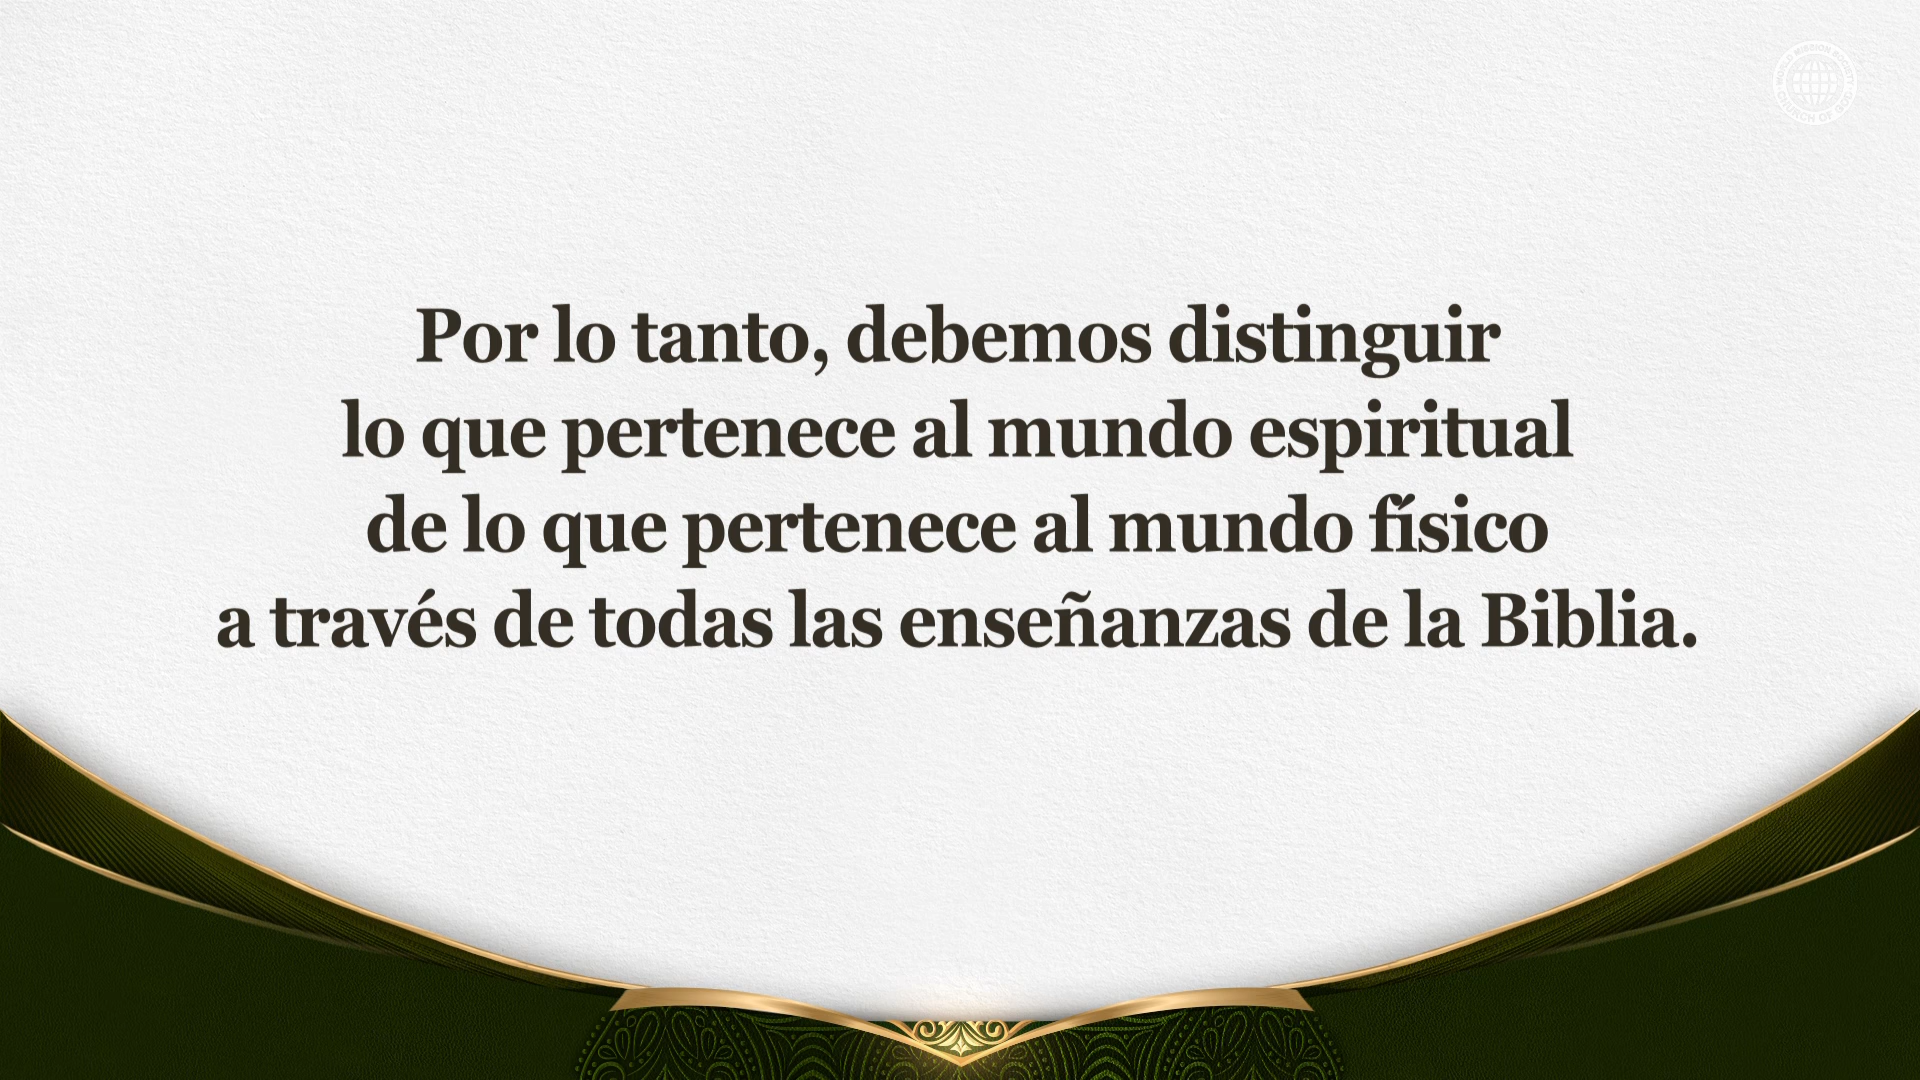 Por lo tanto, debemos distinguir
lo que pertenece al mundo espiritual
de lo que pertenece al mundo físico
a través de todas las enseñanzas de la Biblia.